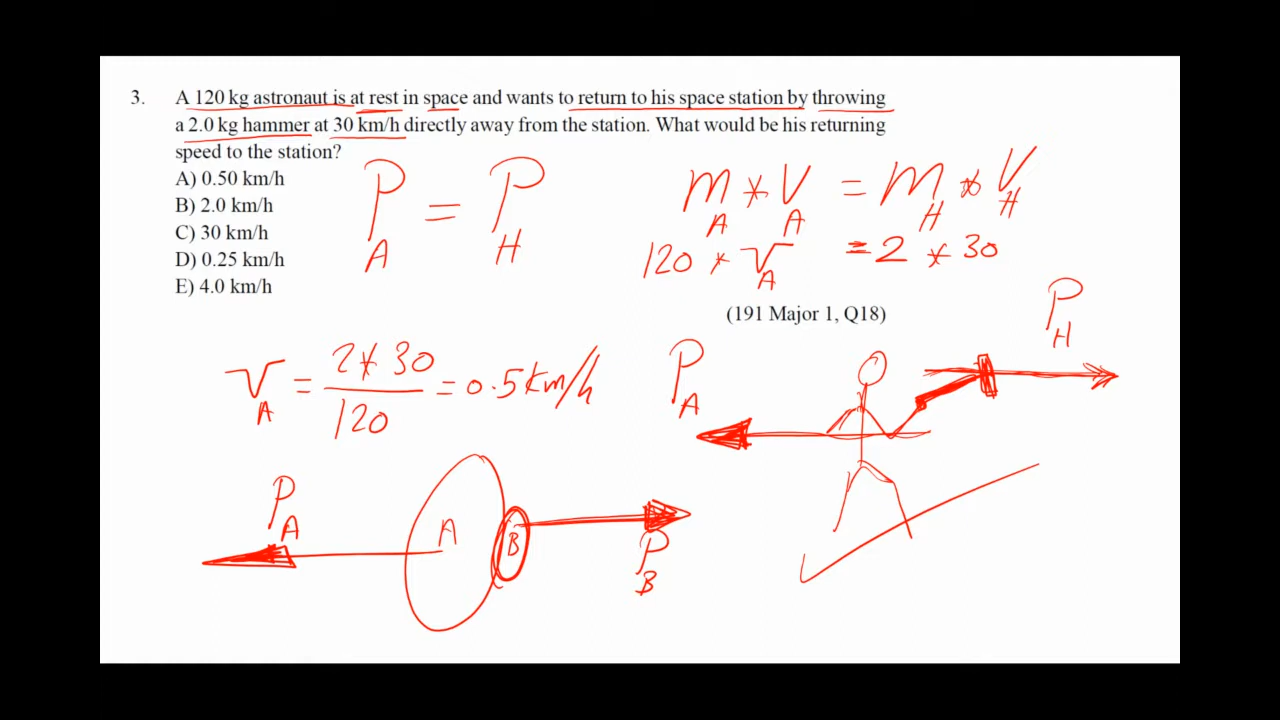 3. A 120 kg astronaut is at rest in space and wants to return to his space station by throwing
a 2.0 kg hammer at 30 km/h directly away from the station. What would be his returning
speed to the station?
A) 0.50 km/h
B) 2.0 km/h
C) 30 km/h
D) 0.25 km/h
E) 4.0 km/h
P_A = P_H
m_A * V_A = m_H * V_H
120 * V_A = 2 * 30
(191 Major 1, Q18)
P_H
V_A = 2 * 30 / 120 = 0.5 km/h
P_A
P_A
A
B
P_B